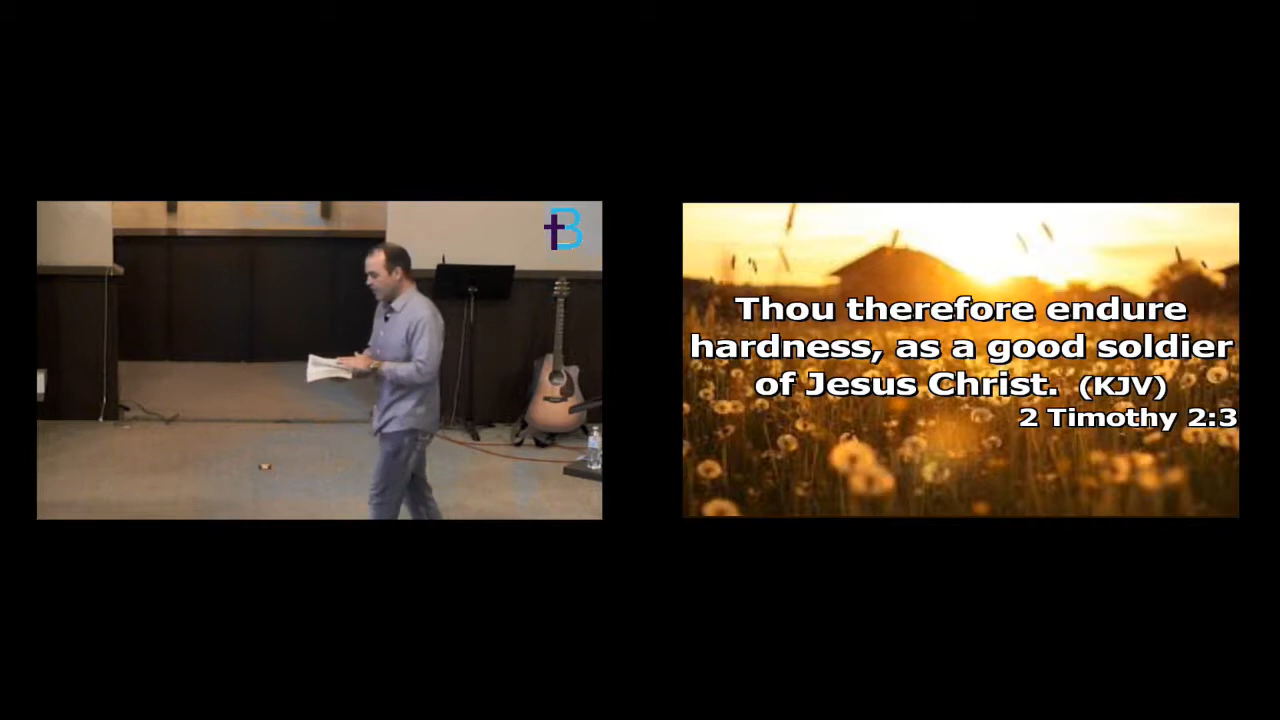 B
Thou therefore endure
hardness, as a good soldier
of Jesus Christ. (KJV)
2 Timothy 2:3